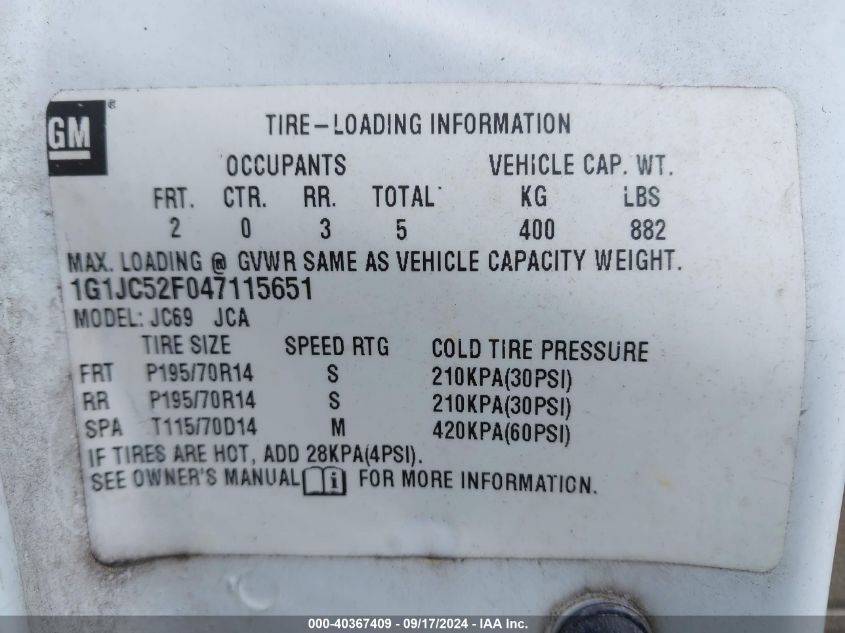 GM ®
TIRE-LOADING INFORMATION
OCCUPANTS VEHICLE CAP. WT.
FRT. CTR. RR. TOTAL KG LBS
2 0 3 5 400 882
MAX. LOADING @ GVWR SAME AS VEHICLE CAPACITY WEIGHT.
1G1JC52F047115651
MODEL: JC69 JCA
TIRE SIZE SPEED RTG COLD TIRE PRESSURE
FRT P195/70R14 S 210KPA(30PSI)
RR P195/70R14 S 210KPA(30PSI)
SPA T115/70D14 M 420KPA(60PSI)
IF TIRES ARE HOT, ADD 28KPA(4PSI).
SEE OWNER'S MANUAL i FOR MORE INFORMATION.
000-40367409 - 09/17/2024 - IAA Inc.